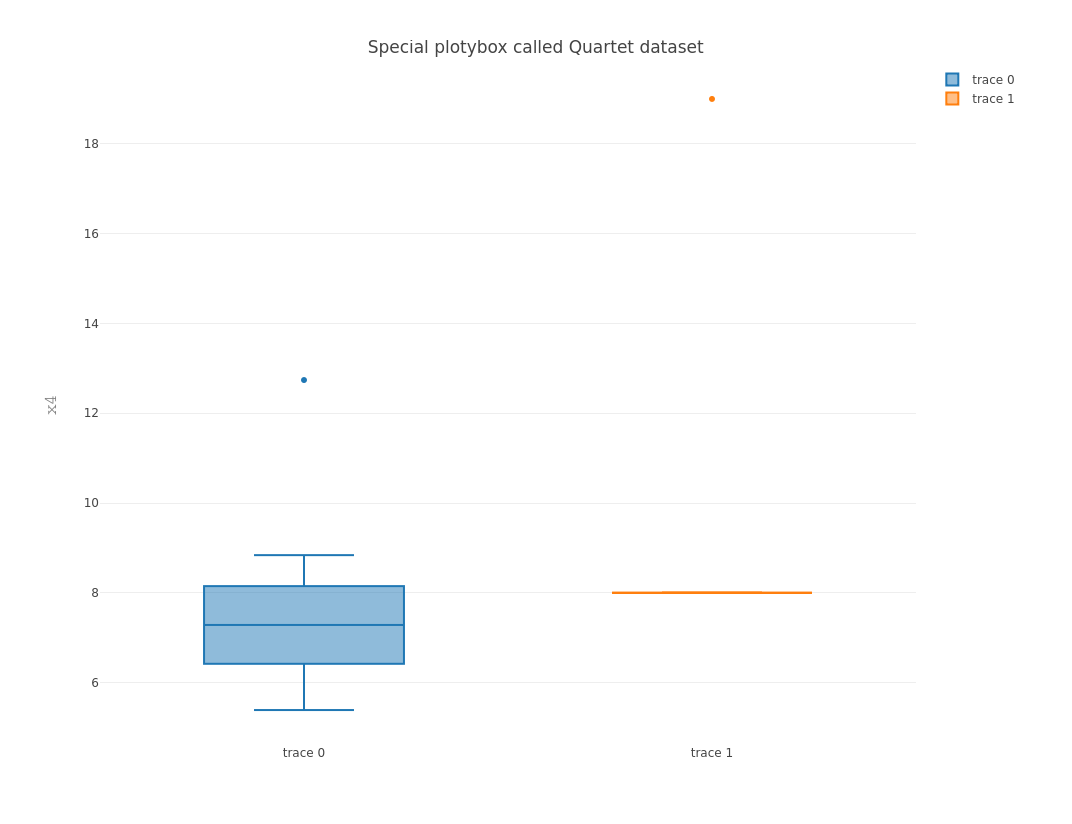 Special plotybox called Quartet dataset
trace 0
trace 1
18
16
14
12
10
8
6
x4
trace 0
trace 1